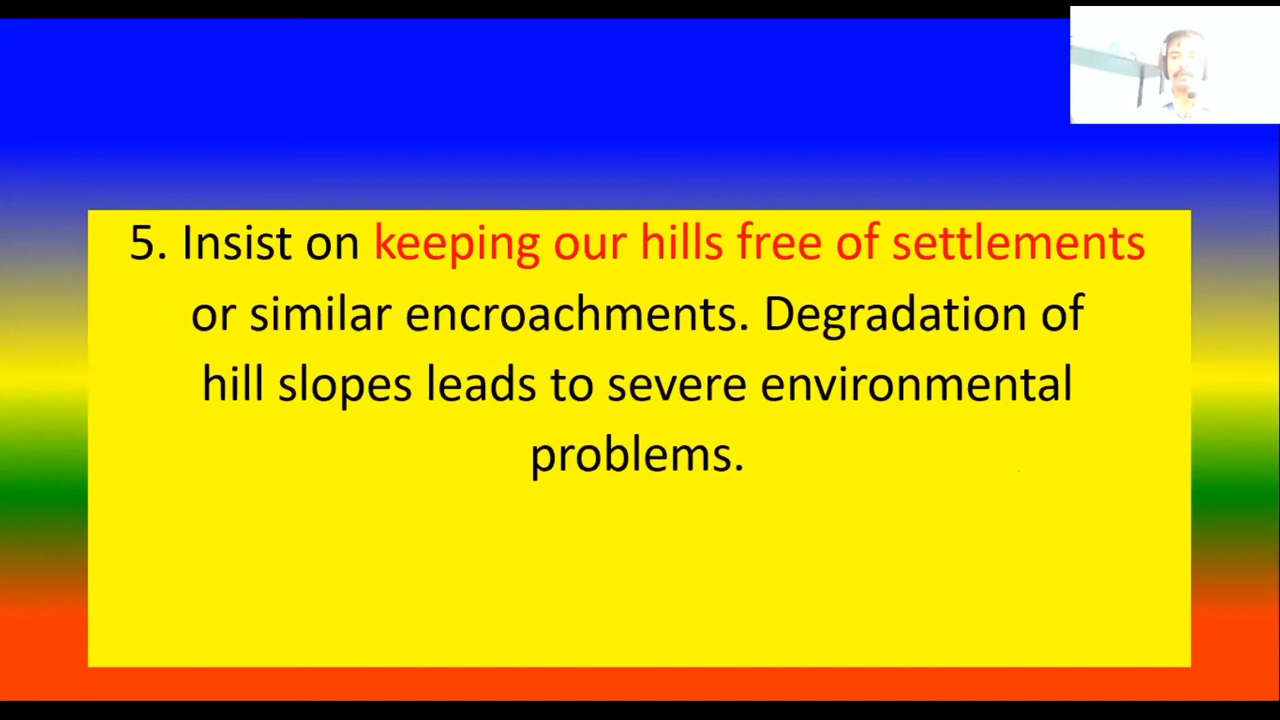 5. Insist on keeping our hills free of settlements
or similar encroachments. Degradation of
hill slopes leads to severe environmental
problems.